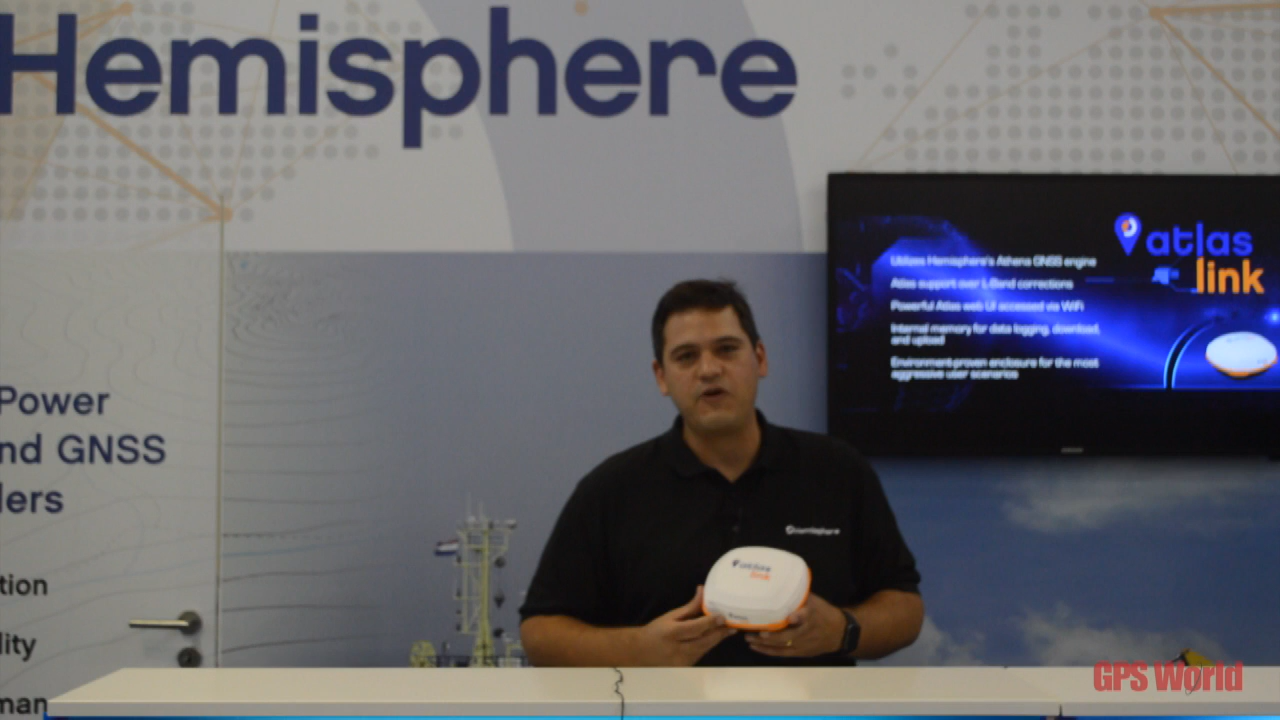 Hemisphere
atlas
link
Utilizes Hemisphere's Athena GNSS engine
Atlas support over L-Band corrections
Powerful Atlas web UI accessed via WiFi
Internal memory for data logging, download,
and upload
Environment-proven enclosure for the most
aggressive user scenarios
Power
nd GNSS
ders
tion
lity
man
Hemisphere
atlas
link
GPS World